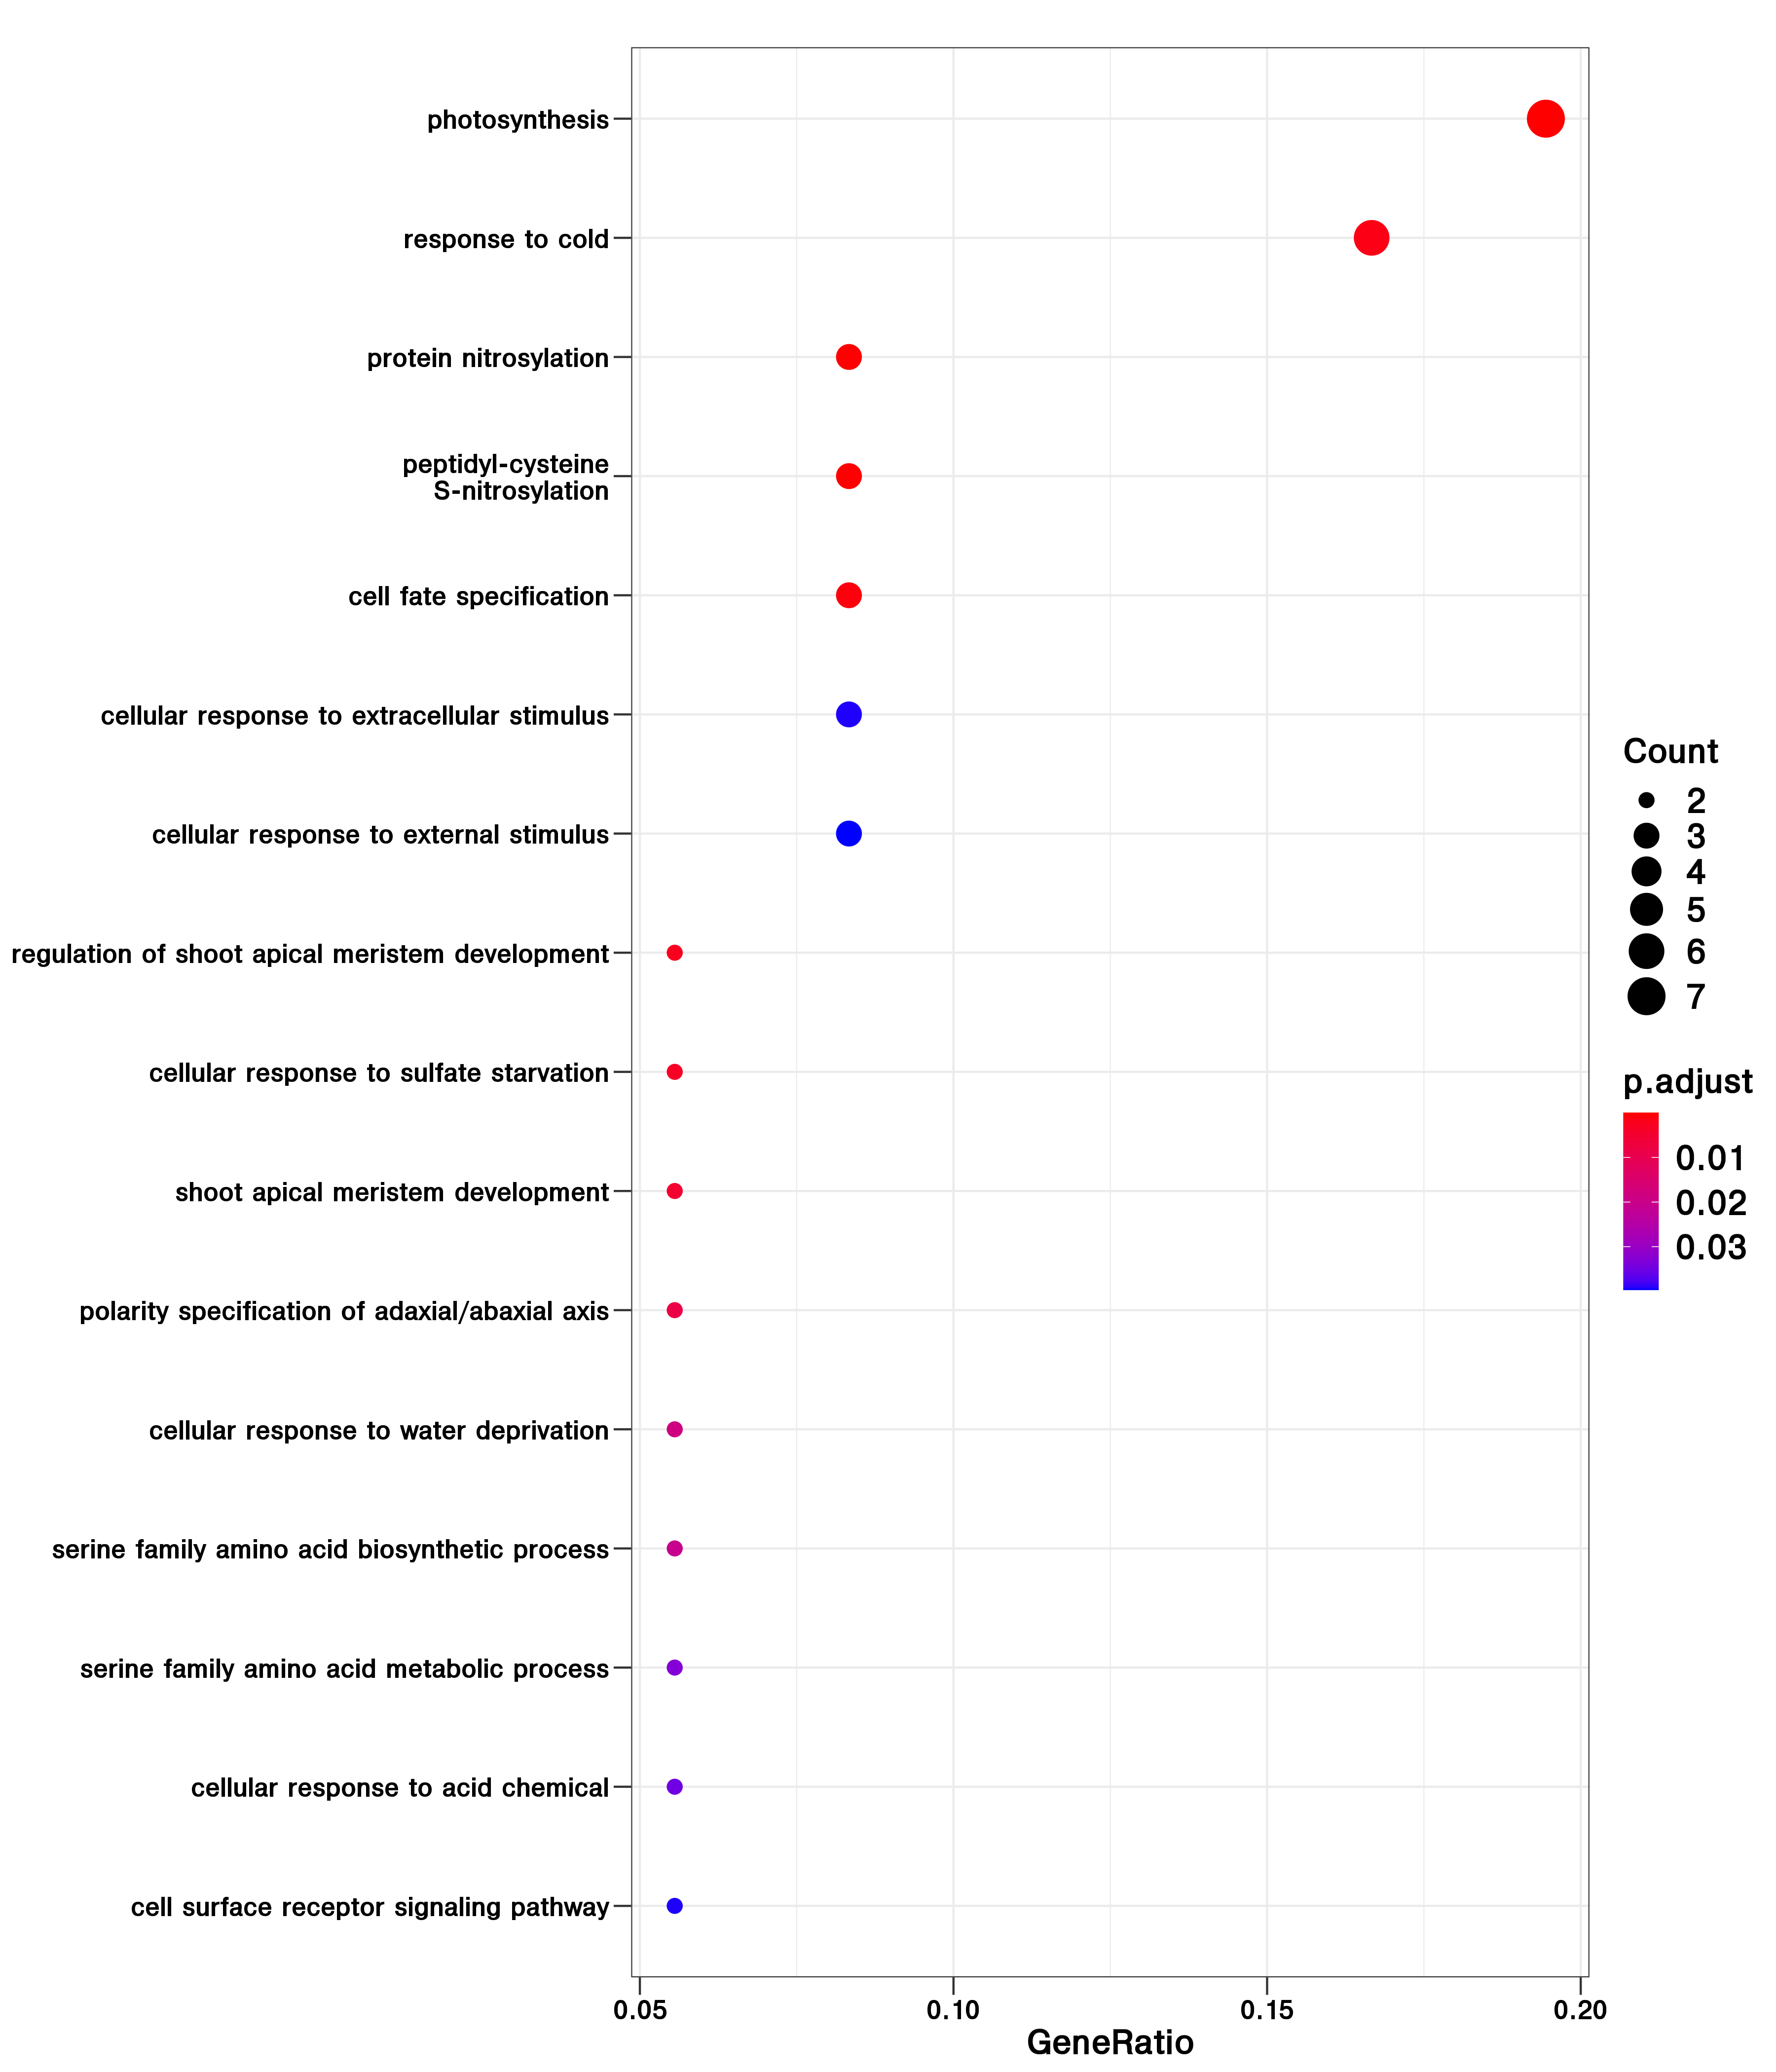 photosynthesis
response to cold
protein nitrosylation
peptidyl-cysteine
S-nitrosylation
cell fate specification
cellular response to extracellular stimulus
cellular response to external stimulus
regulation of shoot apical meristem development
cellular response to sulfate starvation
shoot apical meristem development
polarity specification of adaxial/abaxial axis
cellular response to water deprivation
serine family amino acid biosynthetic process
serine family amino acid metabolic process
cellular response to acid chemical
cell surface receptor signaling pathway
0.05 0.10 0.15 0.20
GeneRatio
Count
2
3
4
5
6
7
p.adjust
0.01
0.02
0.03